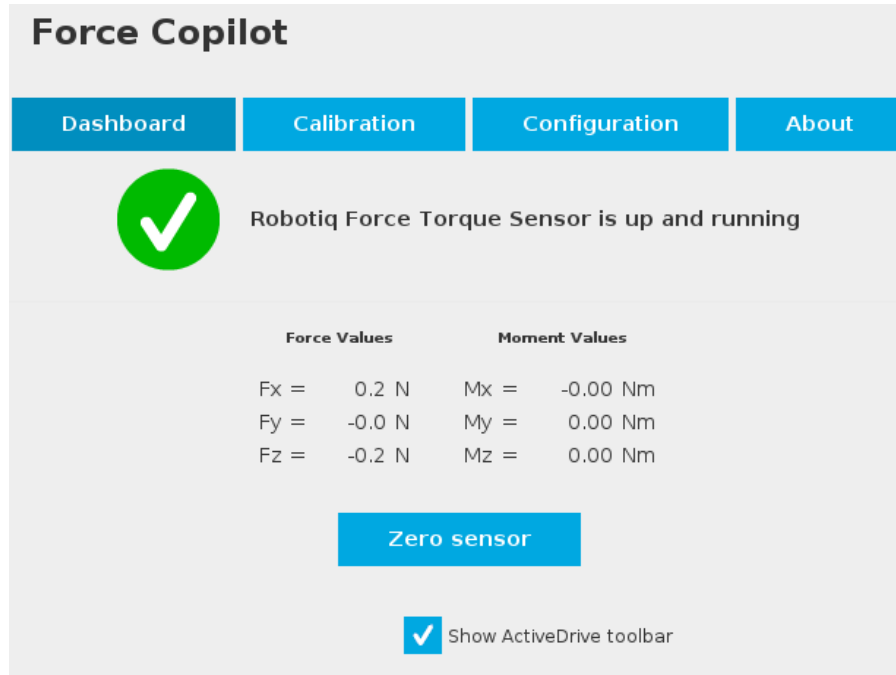 Force Copilot
Dashboard Calibration Configuration About
Robotiq Force Torque Sensor is up and running
Force Values Moment Values
Fx = 0.2 N Mx = -0.00 Nm
Fy = -0.0 N My = 0.00 Nm
Fz = -0.2 N Mz = 0.00 Nm
Zero sensor
Show ActiveDrive toolbar